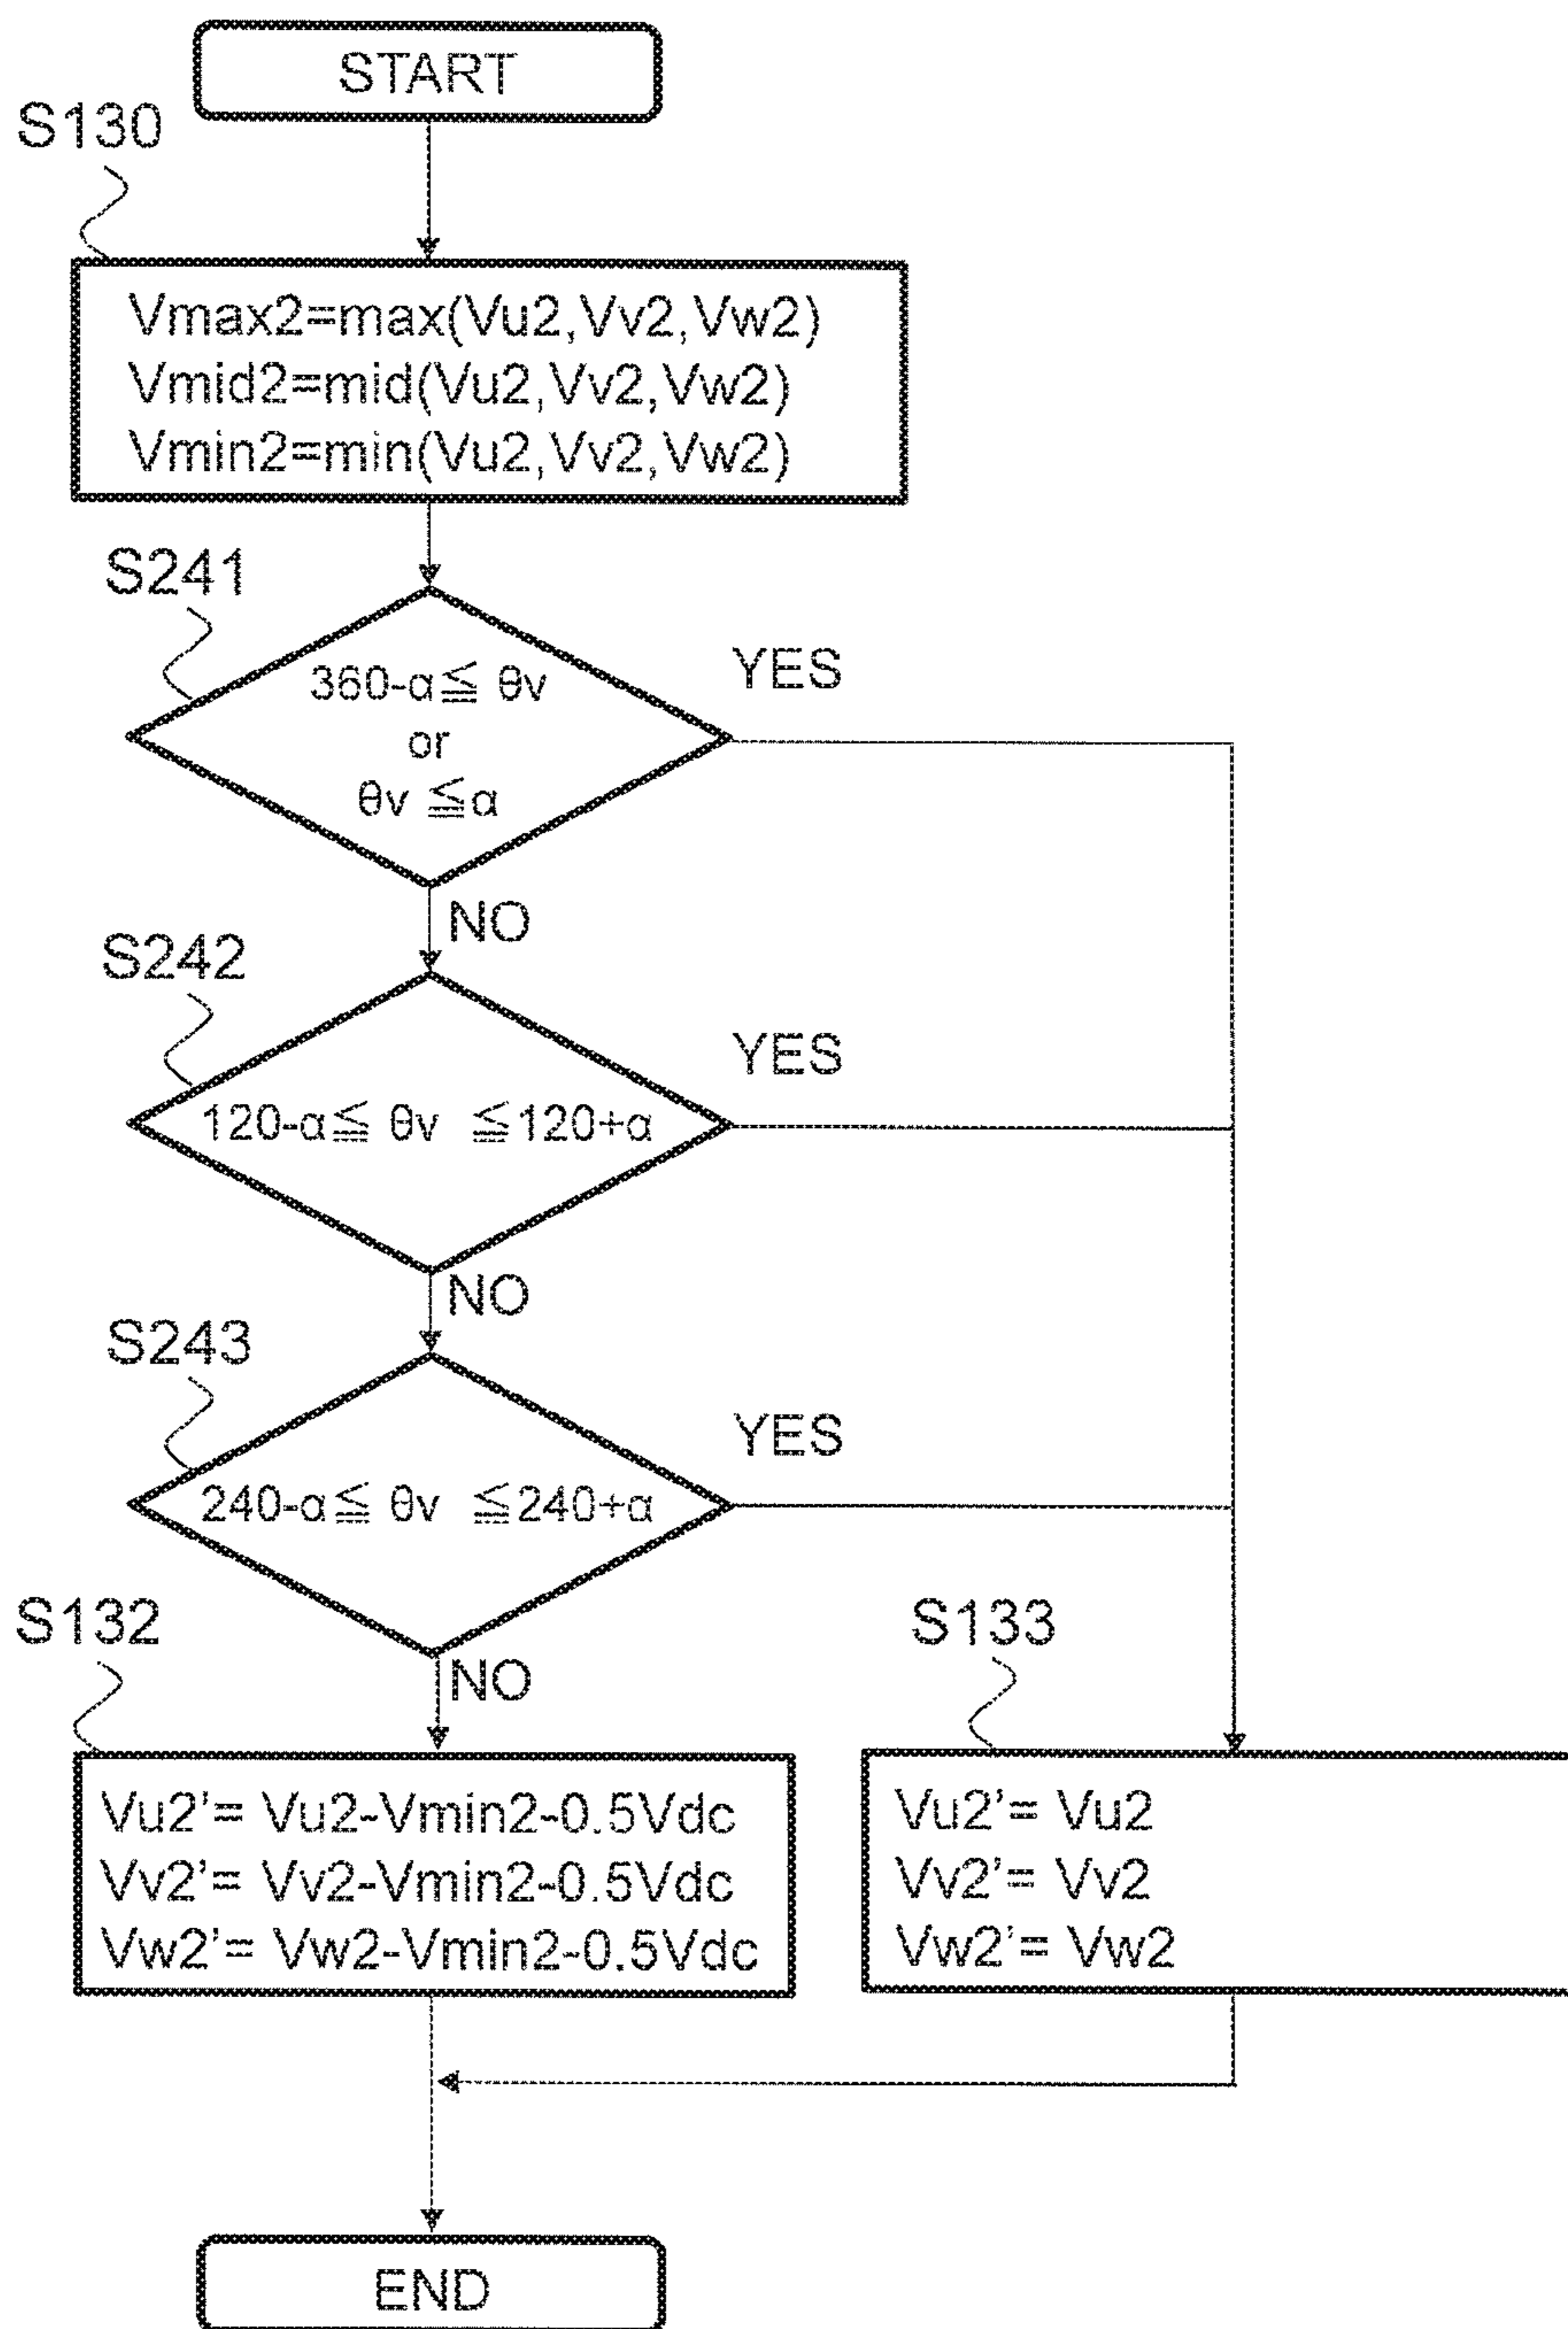 START
S130
Vmax2=max(Vu2,Vv2,Vw2)
Vmid2=mid(Vu2,Vv2,Vw2)
Vmin2=min(Vu2,Vv2,Vw2)
S241
360-α≦ θv
or
θv ≦α
YES
NO
S242
120-α≦ θv ≦120+α
YES
NO
S243
240-α≦ θv ≦240+α
YES
NO
S132
Vu2’= Vu2-Vmin2-0.5Vdc
Vv2’= Vv2-Vmin2-0.5Vdc
Vw2’= Vw2-Vmin2-0.5Vdc
S133
Vu2’= Vu2
Vv2’= Vv2
Vw2’= Vw2
END